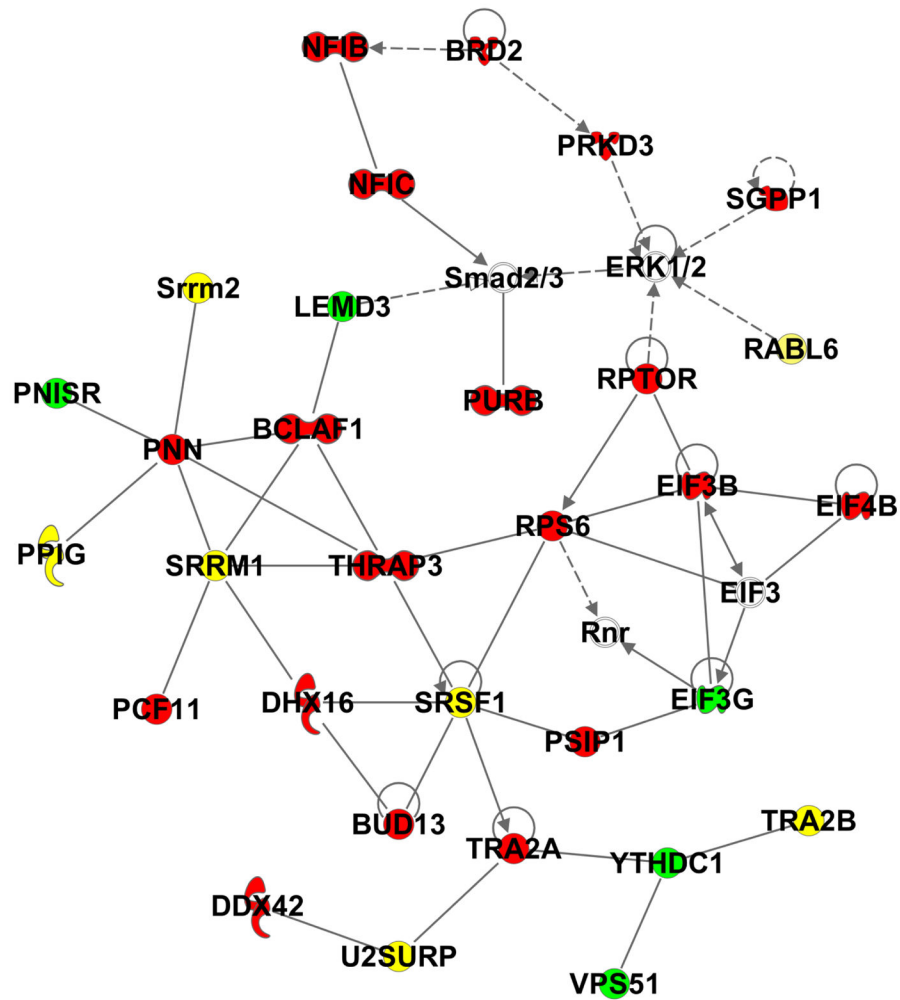 NFIB
BRD2
PRKD3
NFIC
SGPP1
Smad2/3
ERK1/2
Srrm2
LEMD3
RABL6
PNISR
RPTOR
PURB
BCLAF1
PNN
EIF3B
EIF4B
RPS6
PPIG
SRRM1
THRAP3
EIF3
Rnr
PCF11
DHX16
SRSF1
EIF3G
PSIP1
BUD13
TRA2B
TRA2A
YTHDC1
DDX42
U2SURP
VPS51